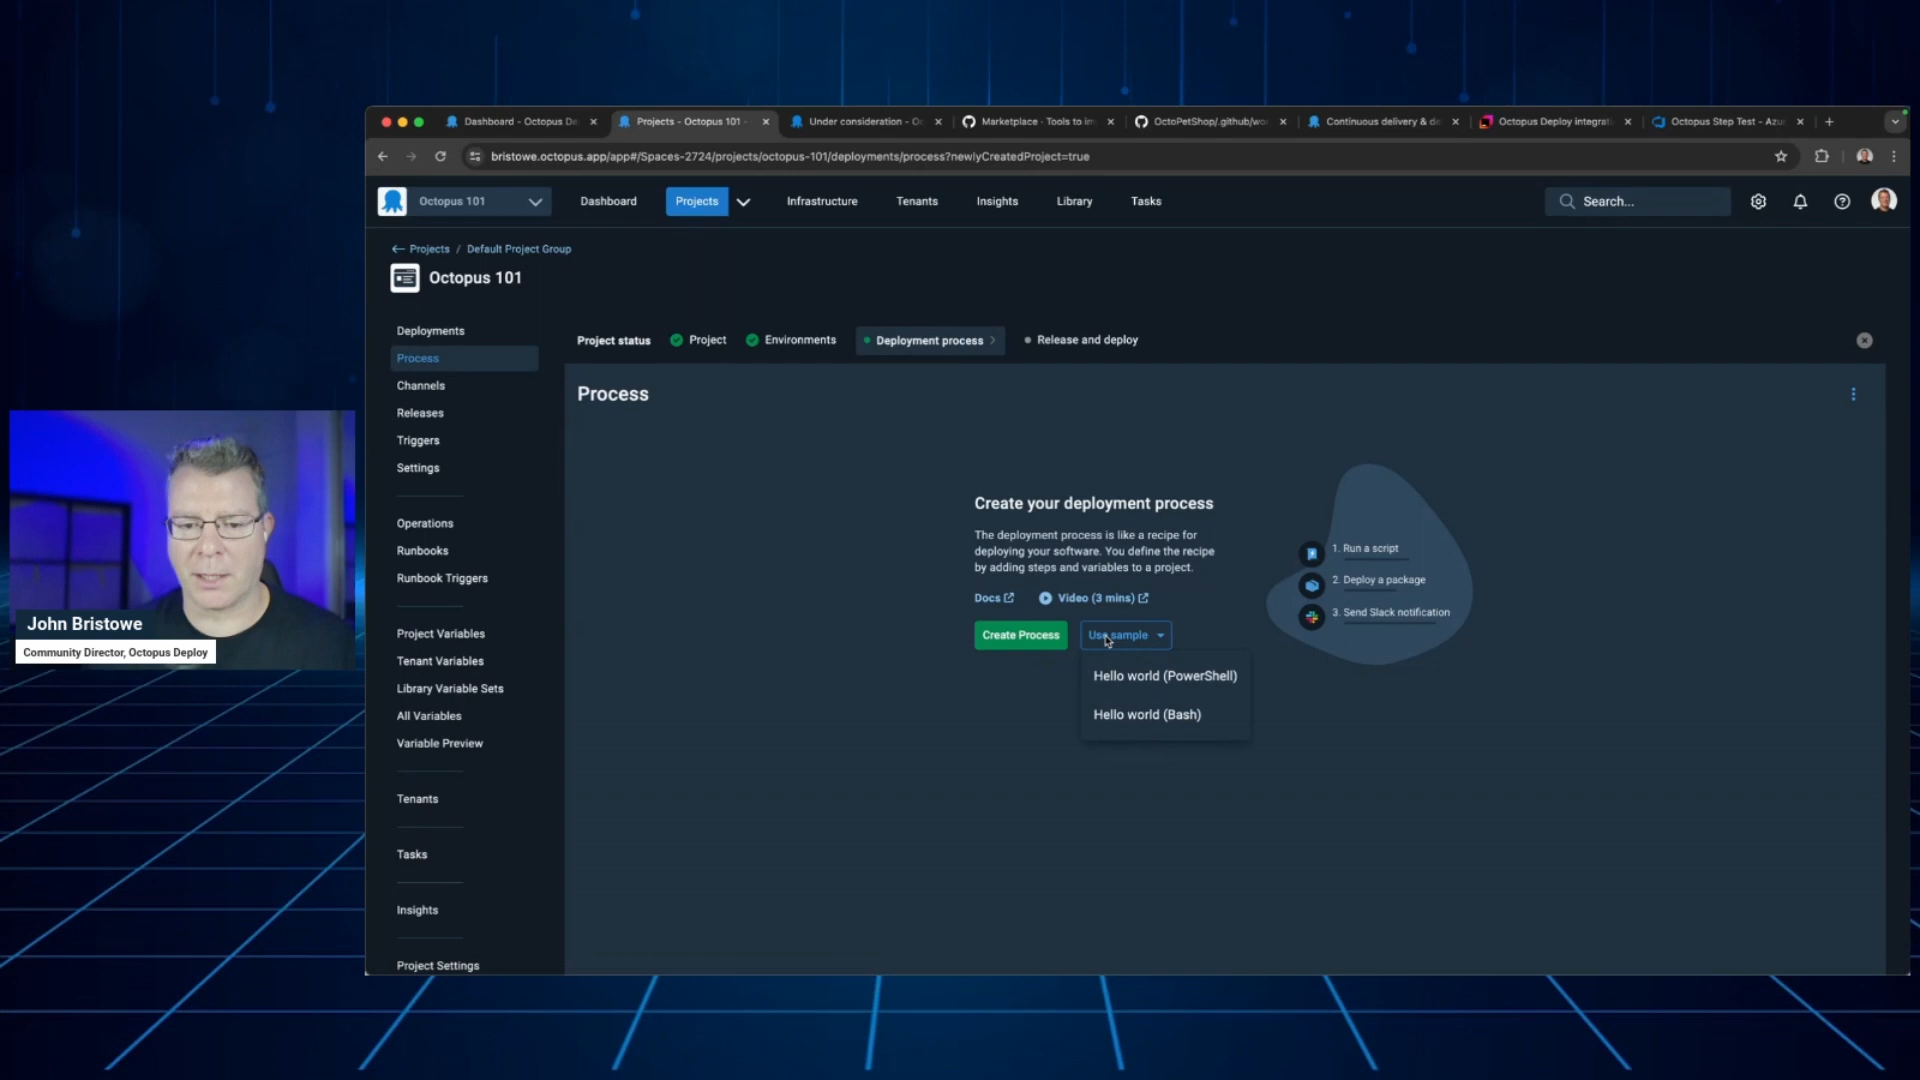 Dashboard - Octopus De
Projects - Octopus 101 -
Under consideration - O
Marketplace · Tools to im
OctoPetShop/.github/wor
Continuous delivery & de
Octopus Deploy integrati
Octopus Step Test - Azu
bristowe.octopus.app/app#/Spaces-2724/projects/octopus-101/deployments/process?newlyCreatedProject=true
Octopus 101
Dashboard
Projects
Infrastructure
Tenants
Insights
Library
Tasks
Search...
Projects / Default Project Group
Octopus 101
Deployments
Process
Channels
Releases
Triggers
Settings
Operations
Runbooks
Runbook Triggers
Project Variables
Tenant Variables
Library Variable Sets
All Variables
Variable Preview
Tenants
Tasks
Insights
Project Settings
Project status
Project
Environments
Deployment process
Release and deploy
Process
Create your deployment process
The deployment process is like a recipe for
deploying your software. You define the recipe
by adding steps and variables to a project.
Docs
Video (3 mins)
Create Process
Use sample
Hello world (PowerShell)
Hello world (Bash)
1. Run a script
2. Deploy a package
3. Send Slack notification
John Bristowe
Community Director, Octopus Deploy